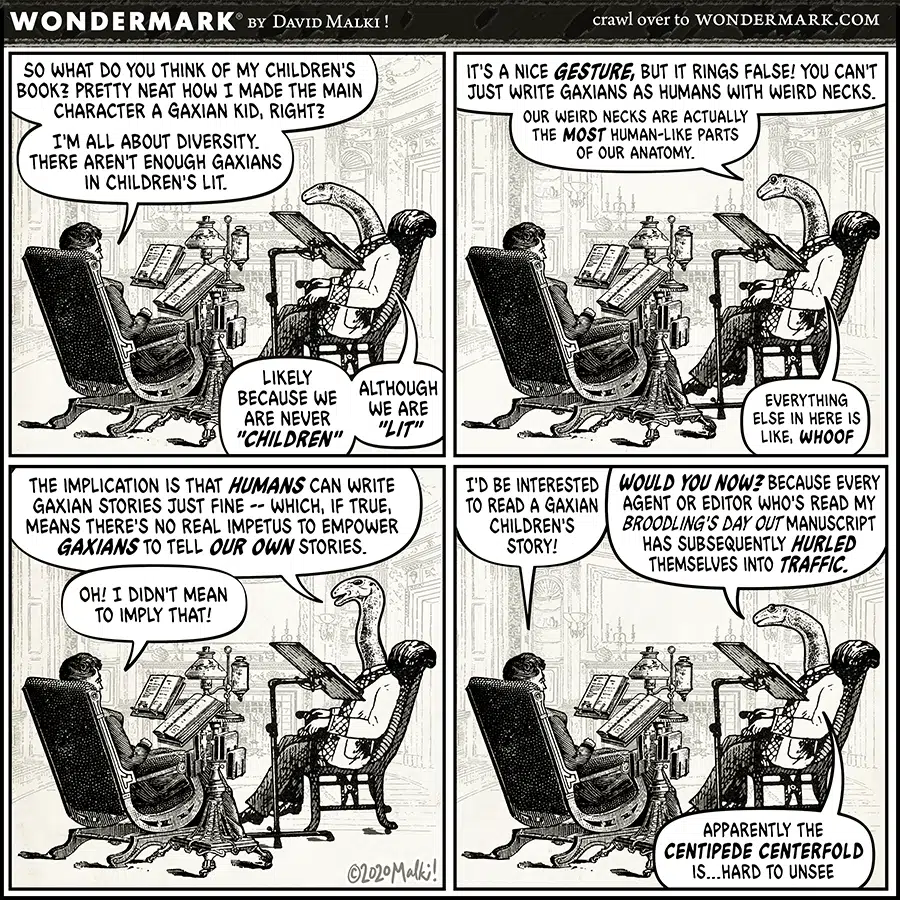 WONDERMARK® BY DAVID MALKI !
crawl over to WONDERMARK.COM
SO WHAT DO YOU THINK OF MY CHILDREN'S
BOOK? PRETTY NEAT HOW I MADE THE MAIN
CHARACTER A GAXIAN KID, RIGHT?
I'M ALL ABOUT DIVERSITY.
THERE AREN'T ENOUGH GAXIANS
IN CHILDREN'S LIT.
LIKELY
BECAUSE WE
ARE NEVER
"CHILDREN"
ALTHOUGH
WE ARE
"LIT"
IT'S A NICE GESTURE, BUT IT RINGS FALSE! YOU CAN'T
JUST WRITE GAXIANS AS HUMANS WITH WEIRD NECKS.
OUR WEIRD NECKS ARE ACTUALLY
THE MOST HUMAN-LIKE PARTS
OF OUR ANATOMY.
EVERYTHING
ELSE IN HERE IS
LIKE, WHOOF
THE IMPLICATION IS THAT HUMANS CAN WRITE
GAXIAN STORIES JUST FINE -- WHICH, IF TRUE,
MEANS THERE'S NO REAL IMPETUS TO EMPOWER
GAXIANS TO TELL OUR OWN STORIES.
OH! I DIDN'T MEAN
TO IMPLY THAT!
©2020 Malki!
I'D BE INTERESTED
TO READ A GAXIAN
CHILDREN'S
STORY!
WOULD YOU NOW? BECAUSE EVERY
AGENT OR EDITOR WHO'S READ MY
BROODLING'S DAY OUT MANUSCRIPT
HAS SUBSEQUENTLY HURLED
THEMSELVES INTO TRAFFIC.
APPARENTLY THE
CENTIPEDE CENTERFOLD
IS...HARD TO UNSEE